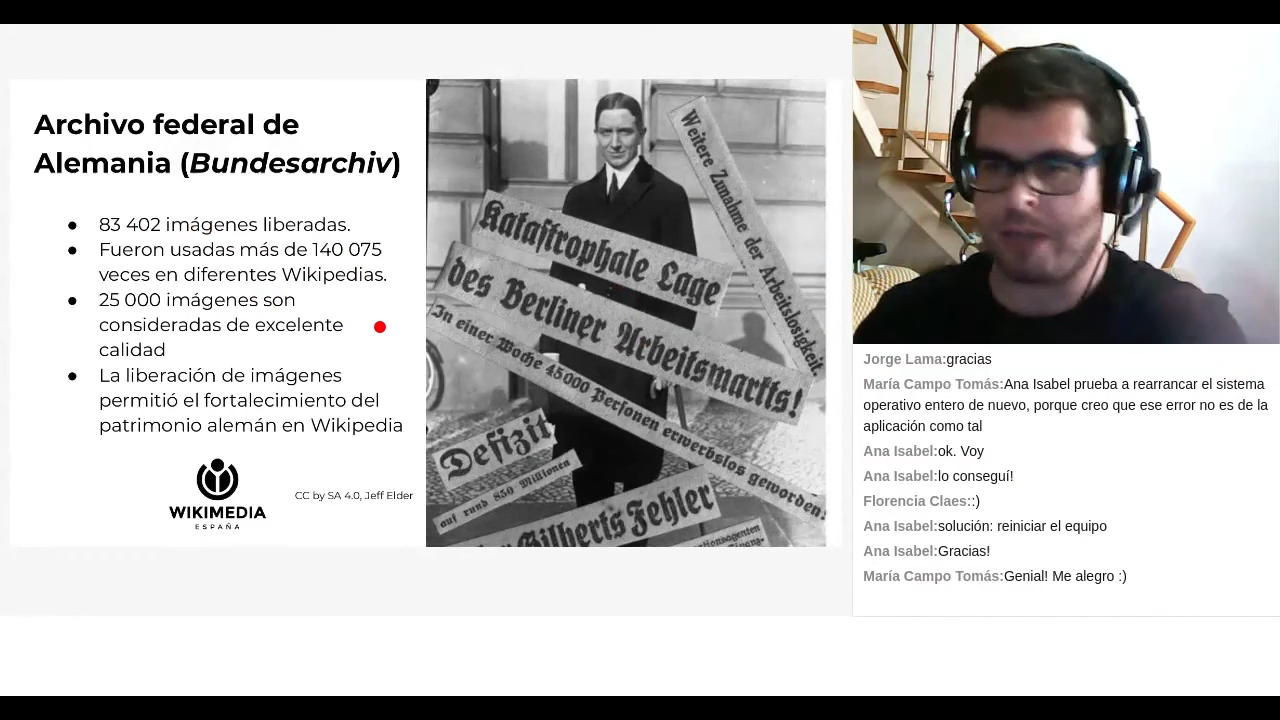 Archivo federal de
Alemania (Bundesarchiv)
● 83 402 imágenes liberadas.
● Fueron usadas más de 140 075
veces en diferentes Wikipedias.
● 25 000 imágenes son
consideradas de excelente
calidad
● La liberación de imágenes
permitió el fortalecimiento del
patrimonio alemán en Wikipedia
WIKIMEDIA
ESPAÑA
CC by SA 4.0, Jeff Elder
Weitere Zunahme der Arbeitslosigkeit.
Katastrophale Lage
des Berliner Arbeitsmarkts!
In einer Woche 45000 Personen erwerbslos geworden!
Defizit
auf rund 850 Millionen
Hilberts Fehler
Jorge Lama:gracias
María Campo Tomás:Ana Isabel prueba a rearrancar el sistema
operativo entero de nuevo, porque creo que ese error no es de la
aplicación como tal
Ana Isabel:ok. Voy
Ana Isabel:lo conseguí!
Florencia Claes::)
Ana Isabel:solución: reiniciar el equipo
Ana Isabel:Gracias!
María Campo Tomás:Genial! Me alegro :)